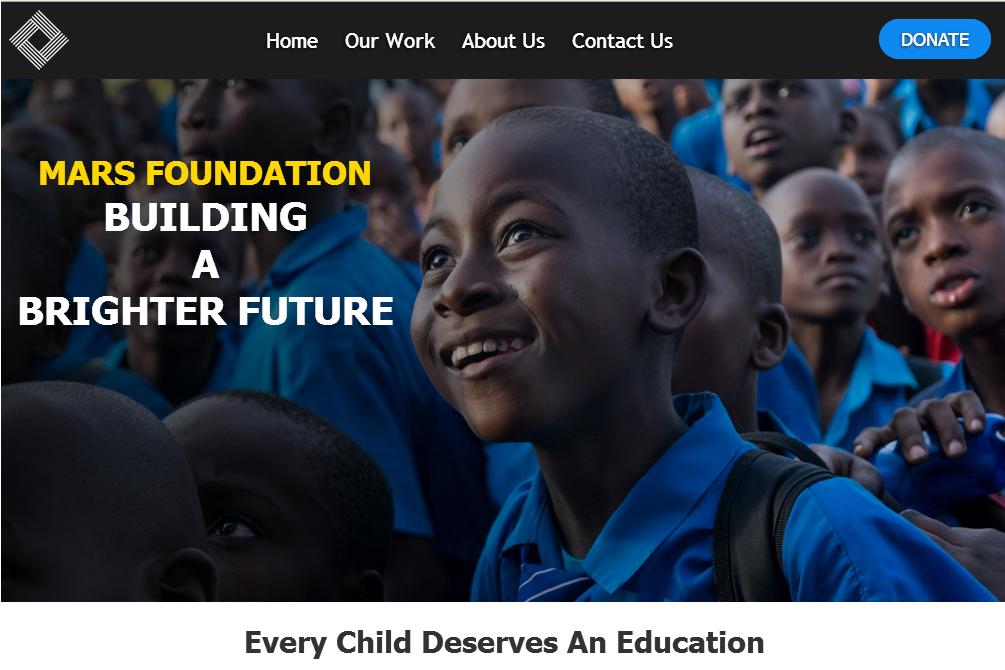 Home Our Work About Us Contact Us DONATE
MARS FOUNDATION
BUILDING
A
BRIGHTER FUTURE
Every Child Deserves An Education